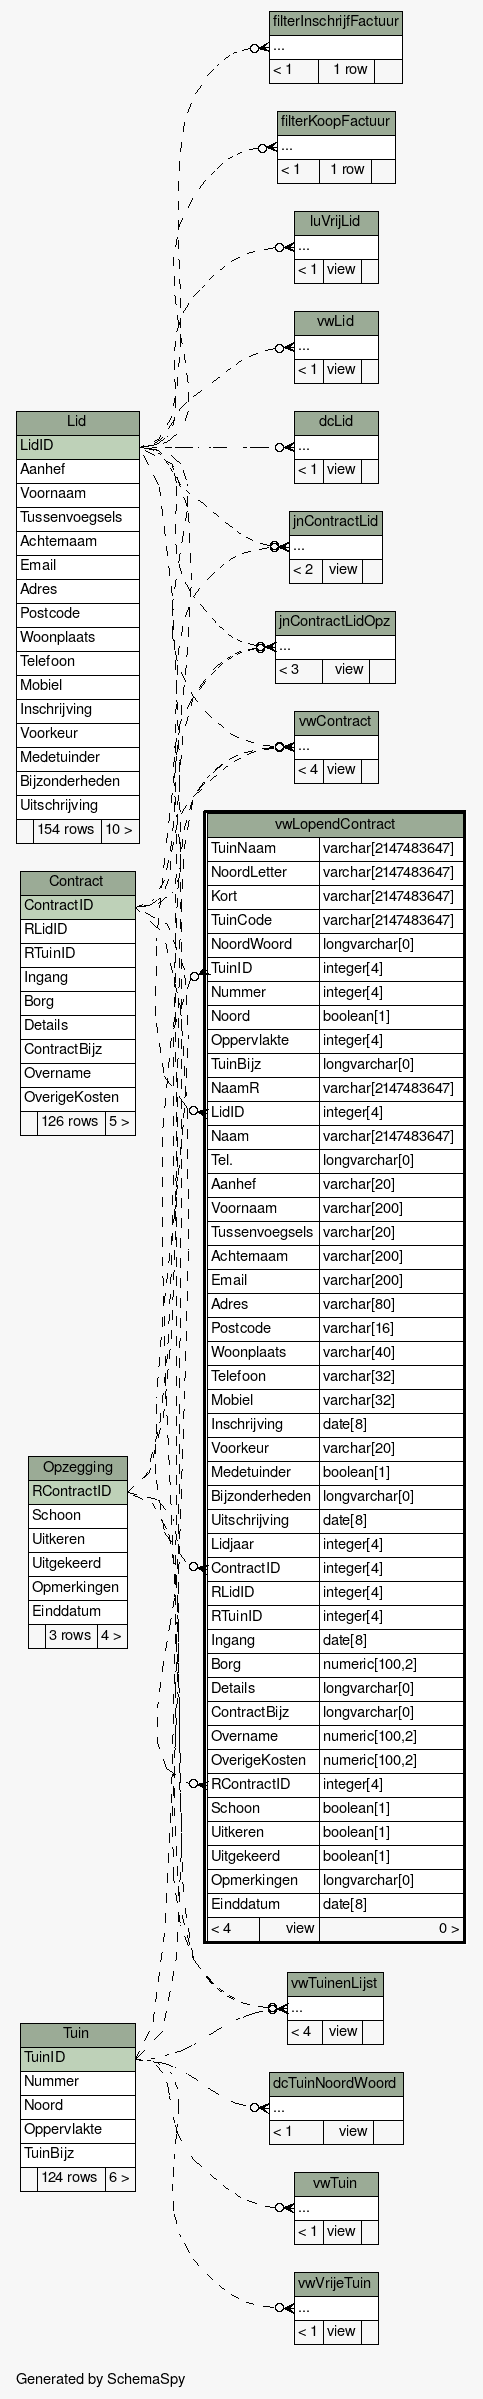 filterInschrijfFactuur
...
< 1 1 row
filterKoopFactuur
...
< 1 1 row
luVrijLid
...
< 1 view
vwLid
...
< 1 view
dcLid
...
< 1 view
jnContractLid
...
< 2 view
jnContractLidOpz
...
< 3 view
vwContract
...
< 4 view
Lid
LidID
Aanhef
Voornaam
Tussenvoegsels
Achternaam
Email
Adres
Postcode
Woonplaats
Telefoon
Mobiel
Inschrijving
Voorkeur
Medetuinder
Bijzonderheden
Uitschrijving
154 rows 10 >
Contract
ContractID
RLidID
RTuinID
Ingang
Borg
Details
ContractBijz
Overname
OverigeKosten
126 rows 5 >
vwLopendContract
TuinNaam varchar[2147483647]
NoordLetter varchar[2147483647]
Kort varchar[2147483647]
TuinCode varchar[2147483647]
NoordWoord longvarchar[0]
TuinID integer[4]
Nummer integer[4]
Noord boolean[1]
Oppervlakte integer[4]
TuinBijz longvarchar[0]
NaamR varchar[2147483647]
LidID integer[4]
Naam varchar[2147483647]
Tel. longvarchar[0]
Aanhef varchar[20]
Voornaam varchar[200]
Tussenvoegsels varchar[20]
Achternaam varchar[200]
Email varchar[200]
Adres varchar[80]
Postcode varchar[16]
Woonplaats varchar[40]
Telefoon varchar[32]
Mobiel varchar[32]
Inschrijving date[8]
Voorkeur varchar[20]
Medetuinder boolean[1]
Bijzonderheden longvarchar[0]
Uitschrijving date[8]
Lidjaar integer[4]
ContractID integer[4]
RLidID integer[4]
RTuinID integer[4]
Ingang date[8]
Borg numeric[100,2]
Details longvarchar[0]
ContractBijz longvarchar[0]
Overname numeric[100,2]
OverigeKosten numeric[100,2]
RContractID integer[4]
Schoon boolean[1]
Uitkeren boolean[1]
Uitgekeerd boolean[1]
Opmerkingen longvarchar[0]
Einddatum date[8]
< 4 view 0 >
Opzegging
RContractID
Schoon
Uitkeren
Uitgekeerd
Opmerkingen
Einddatum
3 rows 4 >
vwTuinenLijst
...
< 4 view
Tuin
TuinID
Nummer
Noord
Oppervlakte
TuinBijz
124 rows 6 >
dcTuinNoordWoord
...
< 1 view
vwTuin
...
< 1 view
vwVrijeTuin
...
< 1 view
Generated by SchemaSpy